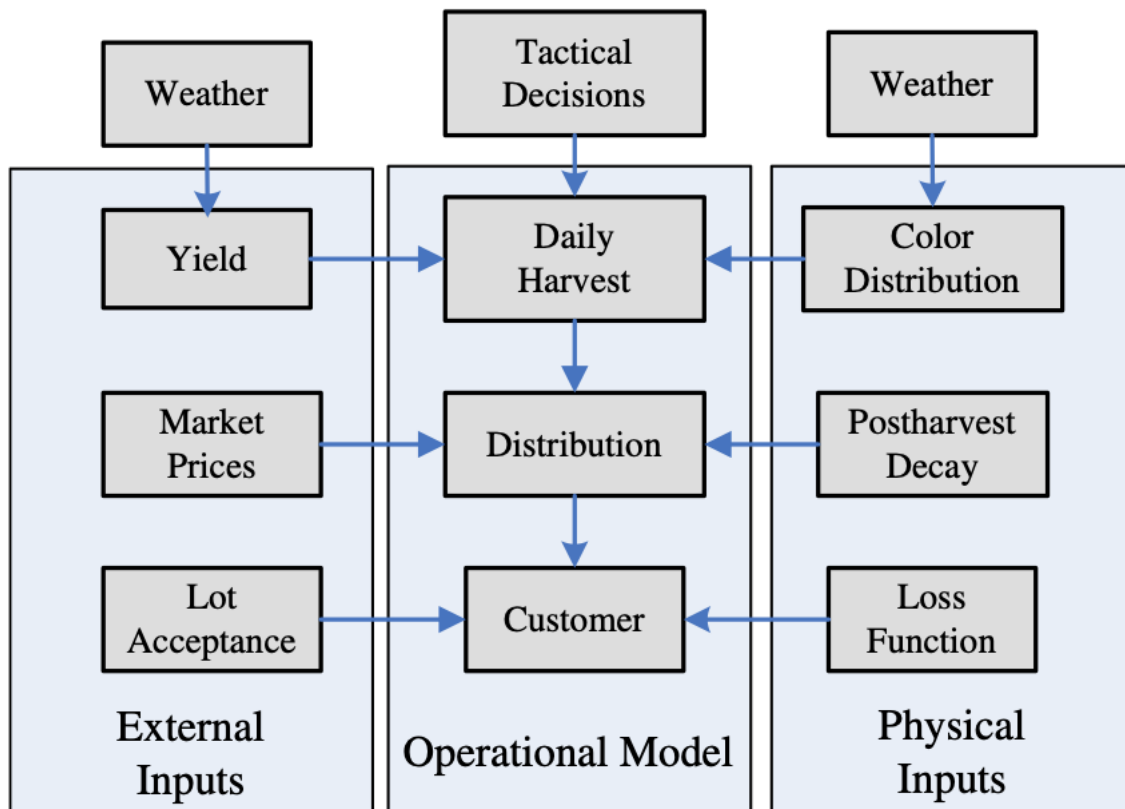 Weather
Tactical
Decisions
Weather
Yield
Daily
Harvest
Color
Distribution
Market
Prices
Distribution
Postharvest
Decay
Lot
Acceptance
Customer
Loss
Function
External
Inputs
Operational Model
Physical
Inputs